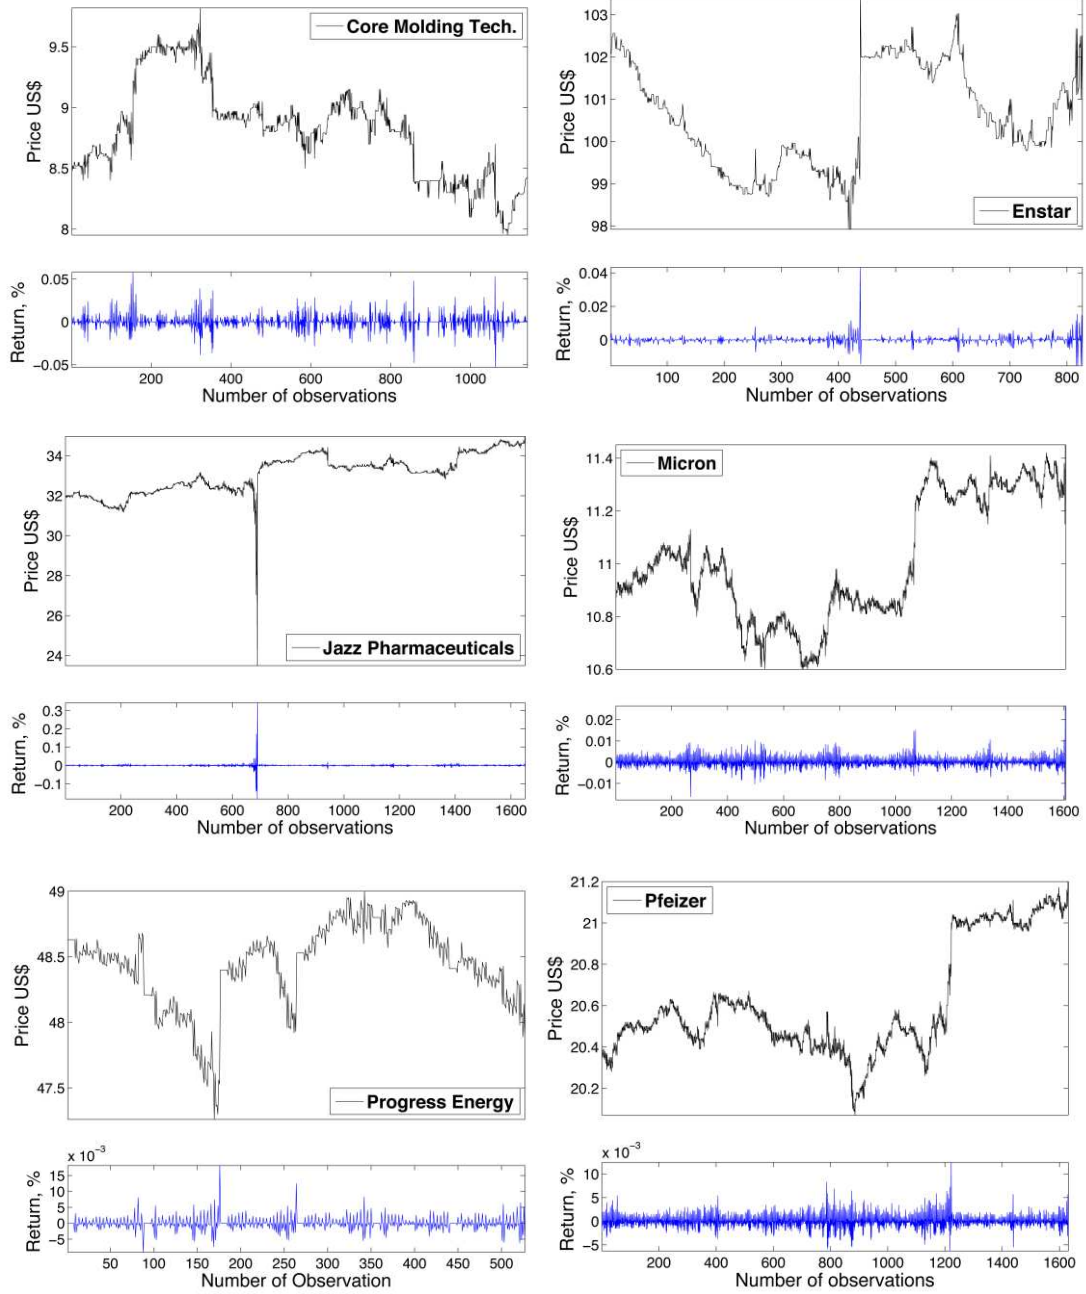 Core Molding Tech.
Price US$
9.5
9
8.5
8
Return, %
0.05
0
−0.05
200 400 600 800 1000
Number of observations
Price US$
103
102
101
100
99
98
Enstar
Return, %
0.04
0.02
0
100 200 300 400 500 600 700 800
Number of observations
Price US$
34
32
30
28
26
24
Jazz Pharmaceuticals
Return, %
0.3
0.2
0.1
0
−0.1
200 400 600 800 1000 1200 1400 1600
Number of observations
Micron
Price US$
11.4
11.2
11
10.8
10.6
Return, %
0.02
0.01
0
−0.01
200 400 600 800 1000 1200 1400 1600
Number of observations
Price US$
49
48.5
48
47.5
Progress Energy
x 10⁻³
Return, %
15
10
5
0
−5
50 100 150 200 250 300 350 400 450 500
Number of Observation
Pfeizer
Price US$
21.2
21
20.8
20.6
20.4
20.2
x 10⁻³
Return, %
10
5
0
−5
200 400 600 800 1000 1200 1400 1600
Number of observations